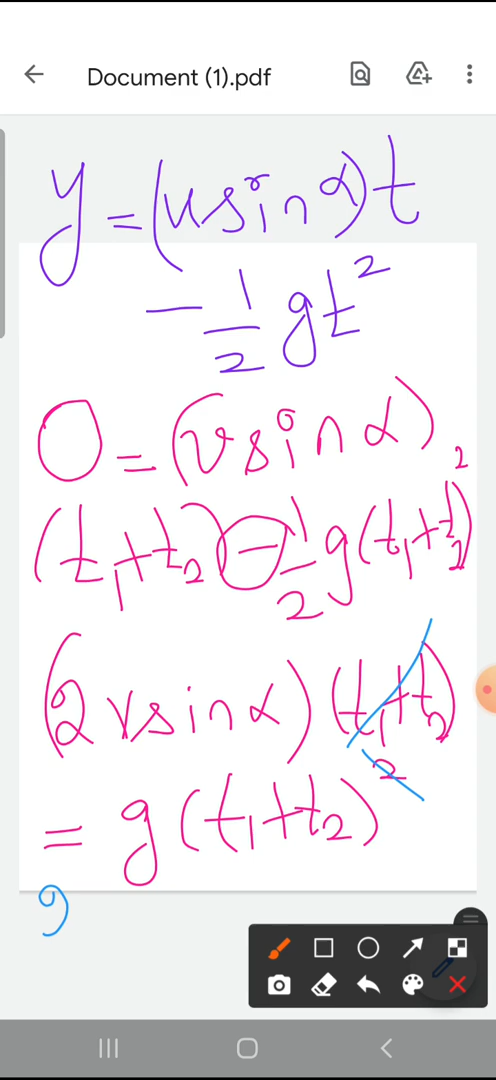 Document (1).pdf
y = (u sin α) t
- 1/2 gt²
0 = (v sin α)
(t₁+t₂) - 1/2 g(t₁+t₂)²
(2 v sin α) (t₁+t₂)
= g(t₁+t₂)²